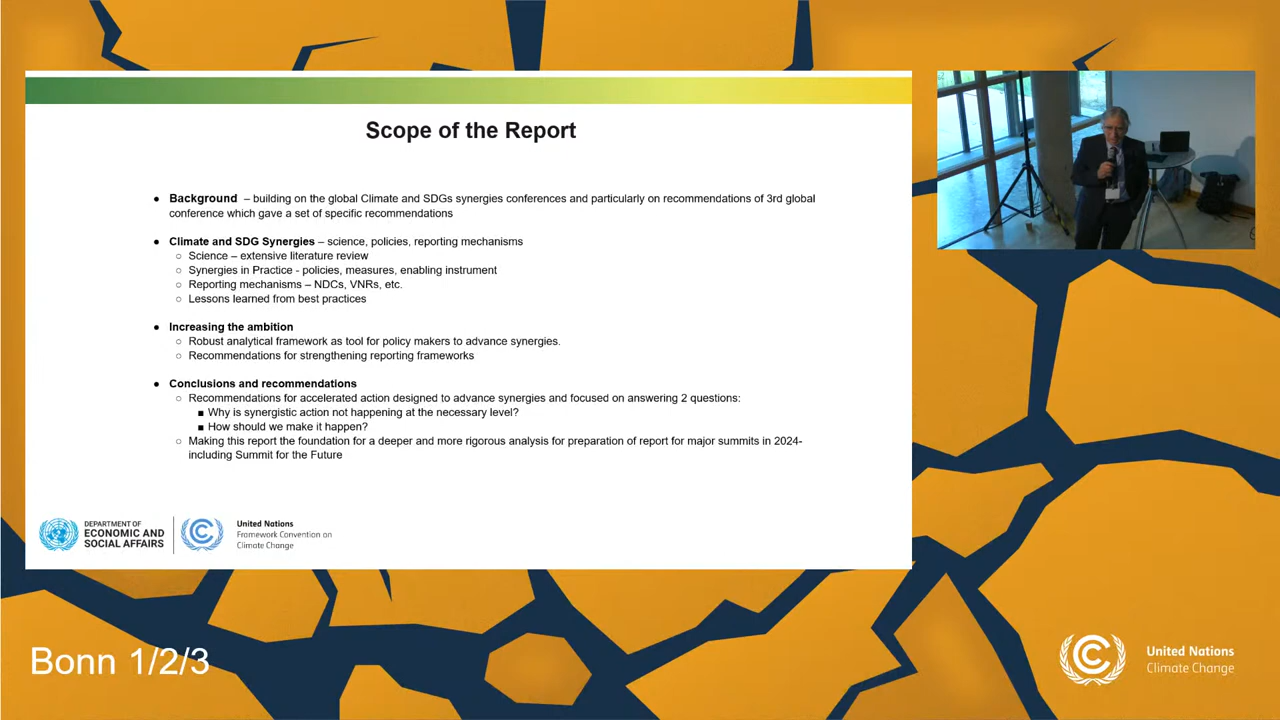 Scope of the Report
● Background – building on the global Climate and SDGs synergies conferences and particularly on recommendations of 3rd global
conference which gave a set of specific recommendations
● Climate and SDG Synergies – science, policies, reporting mechanisms
○ Science – extensive literature review
○ Synergies in Practice - policies, measures, enabling instrument
○ Reporting mechanisms – NDCs, VNRs, etc.
○ Lessons learned from best practices
● Increasing the ambition
○ Robust analytical framework as tool for policy makers to advance synergies.
○ Recommendations for strengthening reporting frameworks
● Conclusions and recommendations
○ Recommendations for accelerated action designed to advance synergies and focused on answering 2 questions:
■ Why is synergistic action not happening at the necessary level?
■ How should we make it happen?
○ Making this report the foundation for a deeper and more rigorous analysis for preparation of report for major summits in 2024-
including Summit for the Future
DEPARTMENT OF
ECONOMIC AND
SOCIAL AFFAIRS
United Nations
Framework Convention on
Climate Change
Bonn 1/2/3
United Nations
Climate Change